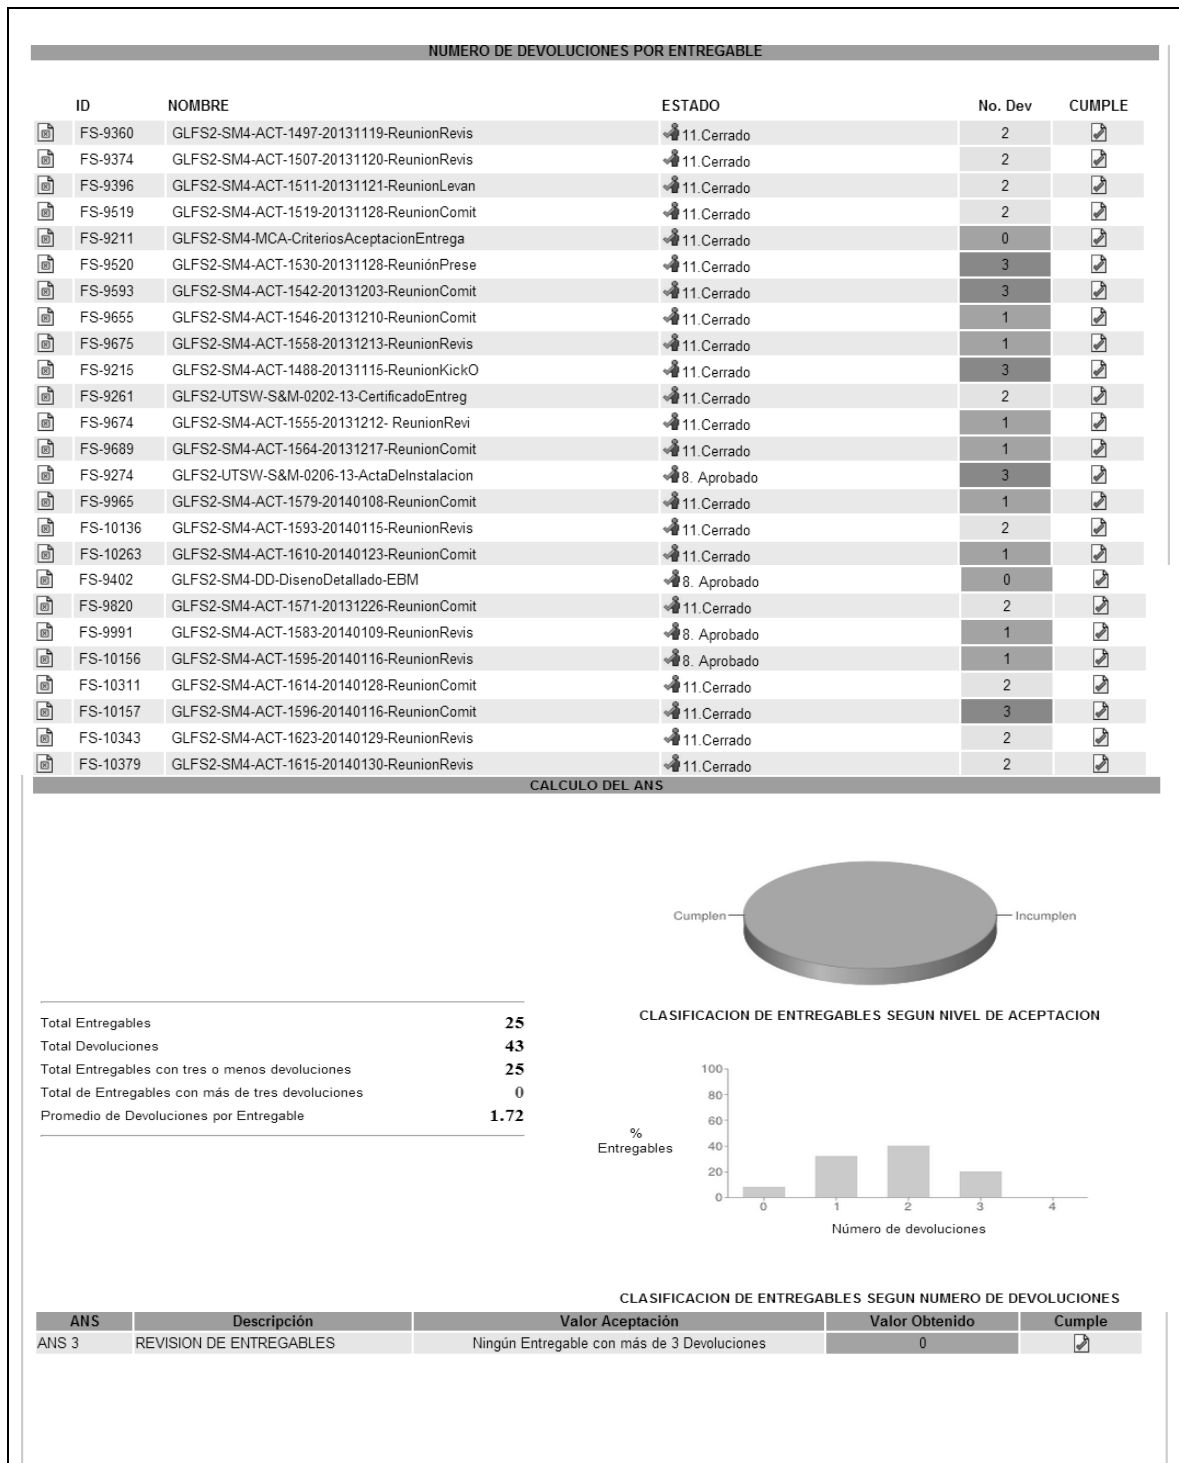 NUMERO DE DEVOLUCIONES POR ENTREGABLE
ID NOMBRE ESTADO No. Dev CUMPLE
FS-9360 GLFS2-SM4-ACT-1497-20131119-ReunionRevis 11.Cerrado 2
FS-9374 GLFS2-SM4-ACT-1507-20131120-ReunionRevis 11.Cerrado 2
FS-9396 GLFS2-SM4-ACT-1511-20131121-ReunionLevan 11.Cerrado 2
FS-9519 GLFS2-SM4-ACT-1519-20131128-ReunionComit 11.Cerrado 2
FS-9211 GLFS2-SM4-MCA-CriteriosAceptacionEntrega 11.Cerrado 0
FS-9520 GLFS2-SM4-ACT-1530-20131128-ReuniónPrese 11.Cerrado 3
FS-9593 GLFS2-SM4-ACT-1542-20131203-ReunionComit 11.Cerrado 3
FS-9655 GLFS2-SM4-ACT-1546-20131210-ReunionComit 11.Cerrado 1
FS-9675 GLFS2-SM4-ACT-1558-20131213-ReunionRevis 11.Cerrado 1
FS-9215 GLFS2-SM4-ACT-1488-20131115-ReunionKickO 11.Cerrado 3
FS-9261 GLFS2-UTSW-S&M-0202-13-CertificadoEntreg 11.Cerrado 2
FS-9674 GLFS2-SM4-ACT-1555-20131212- ReunionRevi 11.Cerrado 1
FS-9689 GLFS2-SM4-ACT-1564-20131217-ReunionComit 11.Cerrado 1
FS-9274 GLFS2-UTSW-S&M-0206-13-ActaDeInstalacion 8. Aprobado 3
FS-9965 GLFS2-SM4-ACT-1579-20140108-ReunionComit 11.Cerrado 1
FS-10136 GLFS2-SM4-ACT-1593-20140115-ReunionRevis 11.Cerrado 2
FS-10263 GLFS2-SM4-ACT-1610-20140123-ReunionComit 11.Cerrado 1
FS-9402 GLFS2-SM4-DD-DisenoDetallado-EBM 8. Aprobado 0
FS-9820 GLFS2-SM4-ACT-1571-20131226-ReunionComit 11.Cerrado 2
FS-9991 GLFS2-SM4-ACT-1583-20140109-ReunionRevis 8. Aprobado 1
FS-10156 GLFS2-SM4-ACT-1595-20140116-ReunionRevis 8. Aprobado 1
FS-10311 GLFS2-SM4-ACT-1614-20140128-ReunionComit 11.Cerrado 2
FS-10157 GLFS2-SM4-ACT-1596-20140116-ReunionComit 11.Cerrado 3
FS-10343 GLFS2-SM4-ACT-1623-20140129-ReunionRevis 11.Cerrado 2
FS-10379 GLFS2-SM4-ACT-1615-20140130-ReunionRevis 11.Cerrado 2
CALCULO DEL ANS
Cumplen Incumplen
CLASIFICACION DE ENTREGABLES SEGUN NIVEL DE ACEPTACION
Total Entregables 25
Total Devoluciones 43
Total Entregables con tres o menos devoluciones 25
Total de Entregables con más de tres devoluciones 0
Promedio de Devoluciones por Entregable 1.72
%
Entregables
100
80
60
40
20
0
0 1 2 3 4
Número de devoluciones
CLASIFICACION DE ENTREGABLES SEGUN NUMERO DE DEVOLUCIONES
ANS Descripción Valor Aceptación Valor Obtenido Cumple
ANS 3 REVISION DE ENTREGABLES Ningún Entregable con más de 3 Devoluciones 0